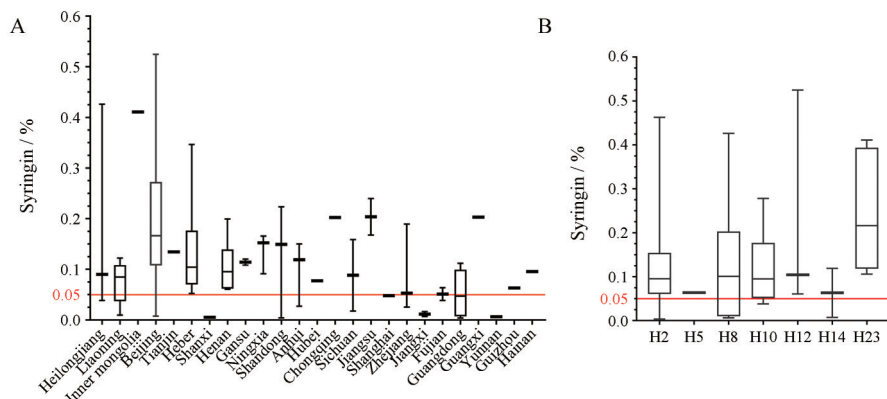 A
Syringin / %
0.6
0.5
0.4
0.3
0.2
0.1
0.05
0.0
Heilongjiang
Liaoning
Inner mongolia
Beijing
Tianjin
Heber
Shanxi
Henan
Gansu
Ningxia
Shandong
Anhui
Hubei
Chongqing
Sichuan
Jiangsu
Shanghai
Zhejiang
Jiangxi
Fujian
Guangdong
Guangxi
Yunnan
Guzhou
Hainan
B
Syringin / %
0.6
0.5
0.4
0.3
0.2
0.1
0.05
0.0
H2 H5 H8 H10 H12 H14 H23